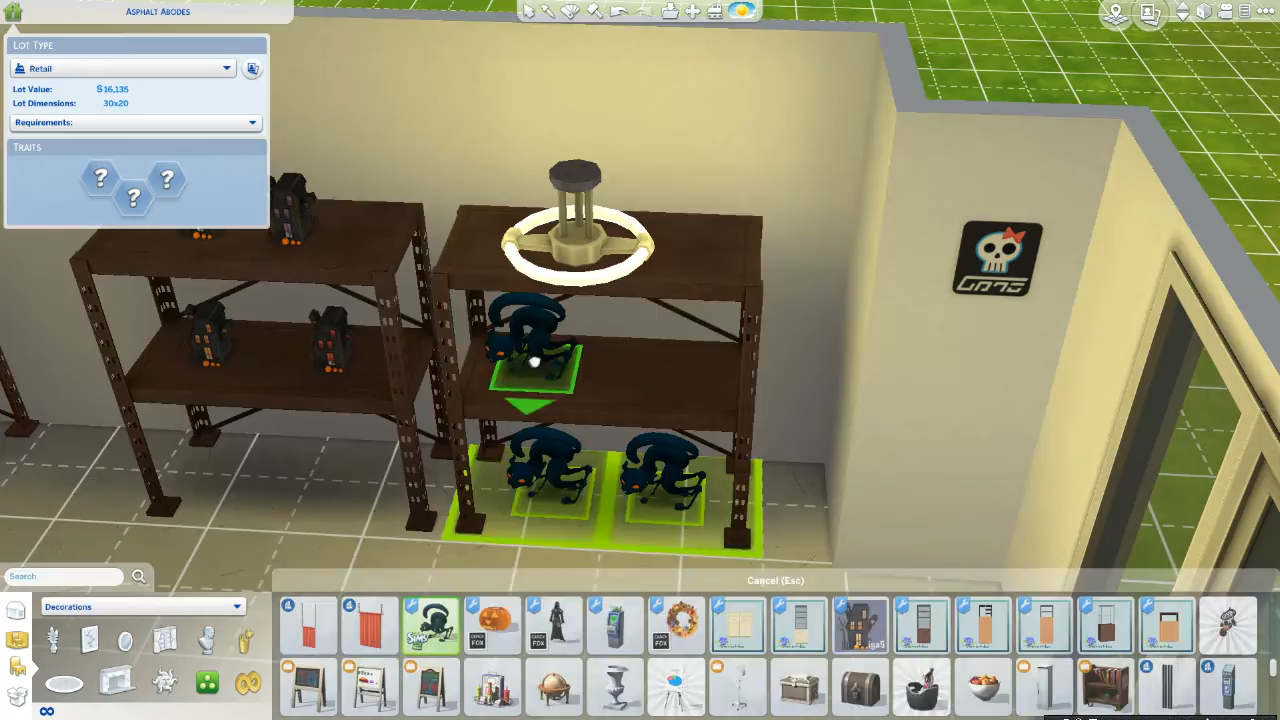 ASPHALT ABODES
LOT TYPE
Retail
Lot Value: §16,135
Lot Dimensions: 30x20
Requirements:
TRAITS
? ? ?
Cancel (Esc)
Search
Decorations